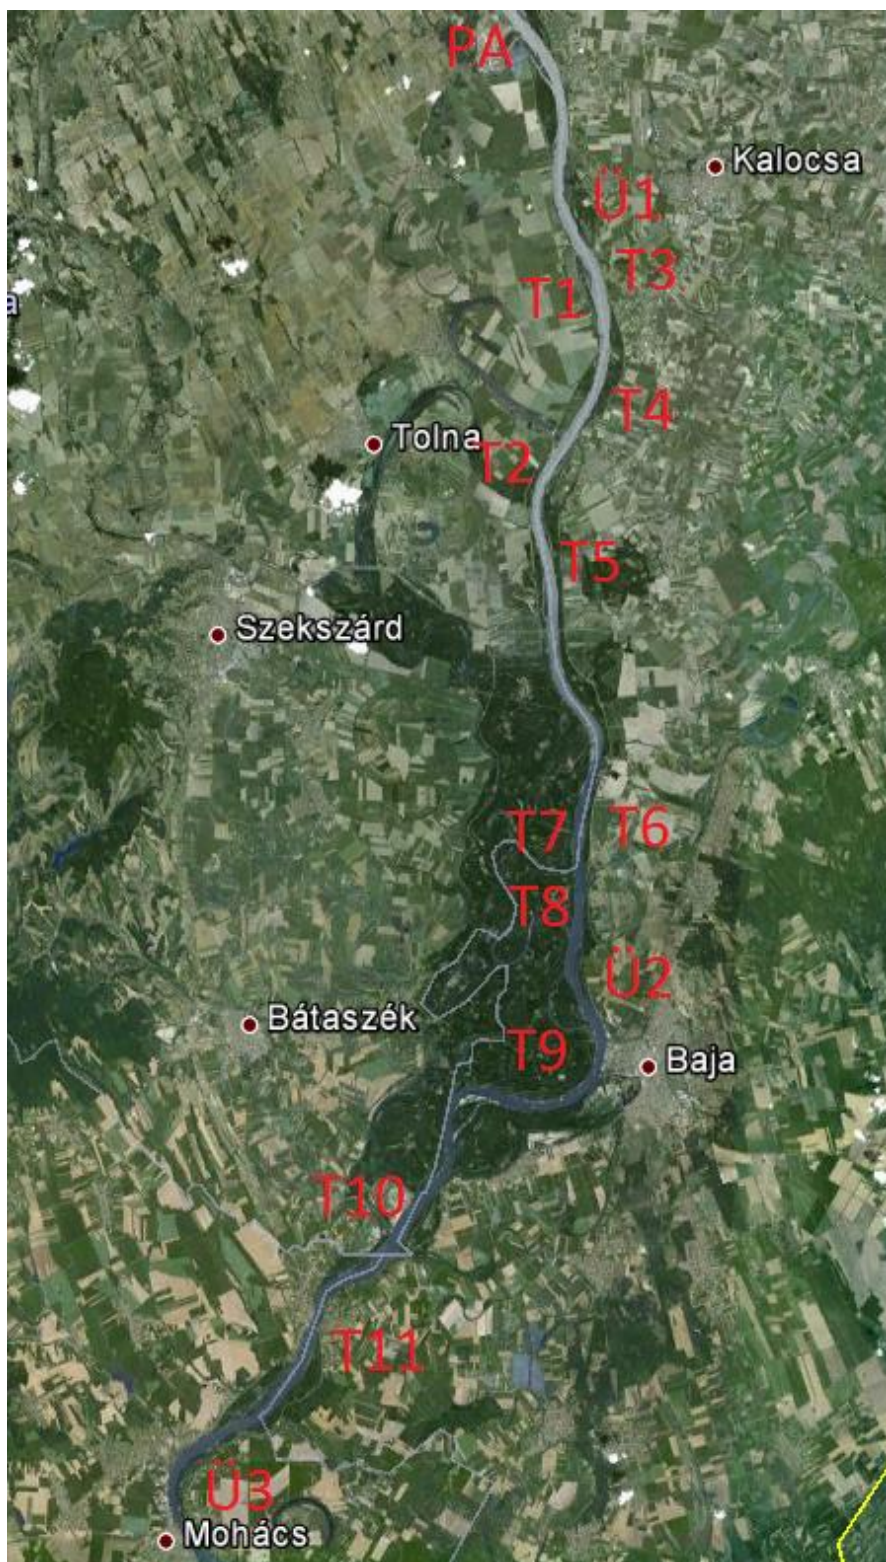 PA
Kalocsa
Ü1
T3
T1
T4
Tolna
T2
T5
Szekszárd
T7
T6
T8
Ü2
Bátaszék
T9
Baja
T10
T11
Ü3
Mohács
a